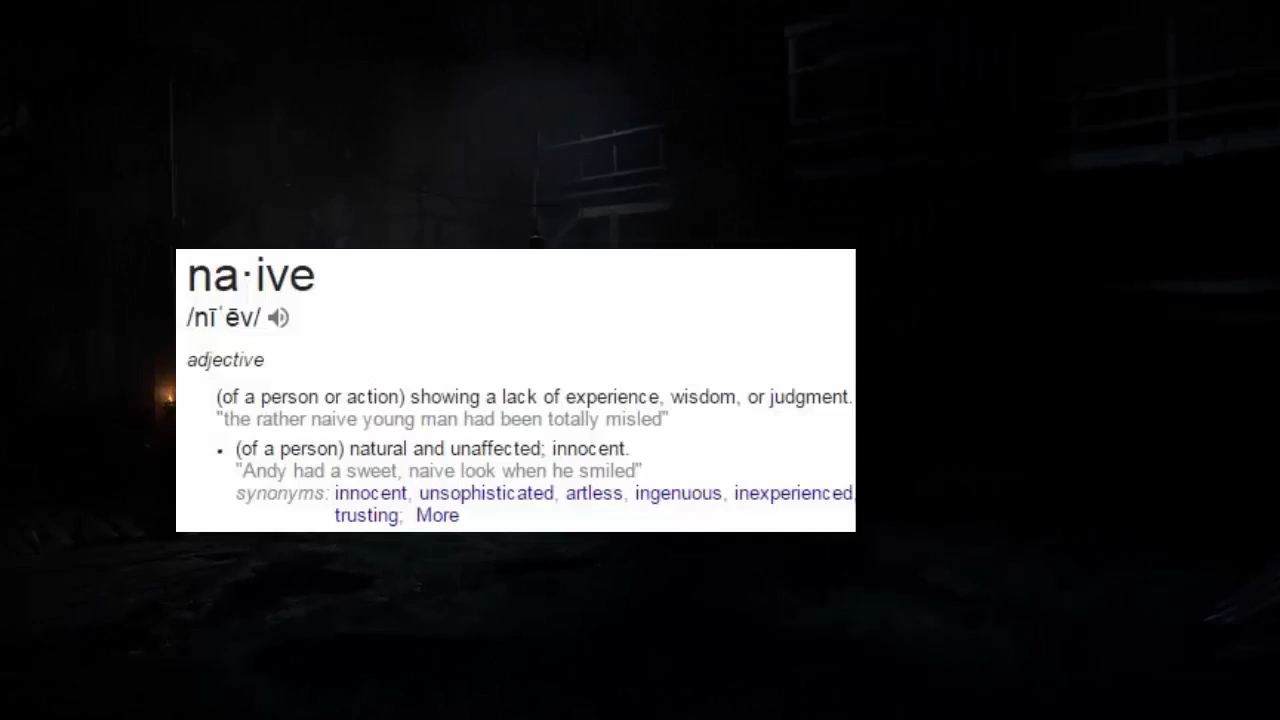 na·ive
/nīˈēv/
adjective
(of a person or action) showing a lack of experience, wisdom, or judgment.
"the rather naive young man had been totally misled"
• (of a person) natural and unaffected; innocent.
"Andy had a sweet, naive look when he smiled"
synonyms: innocent, unsophisticated, artless, ingenuous, inexperienced,
trusting; More